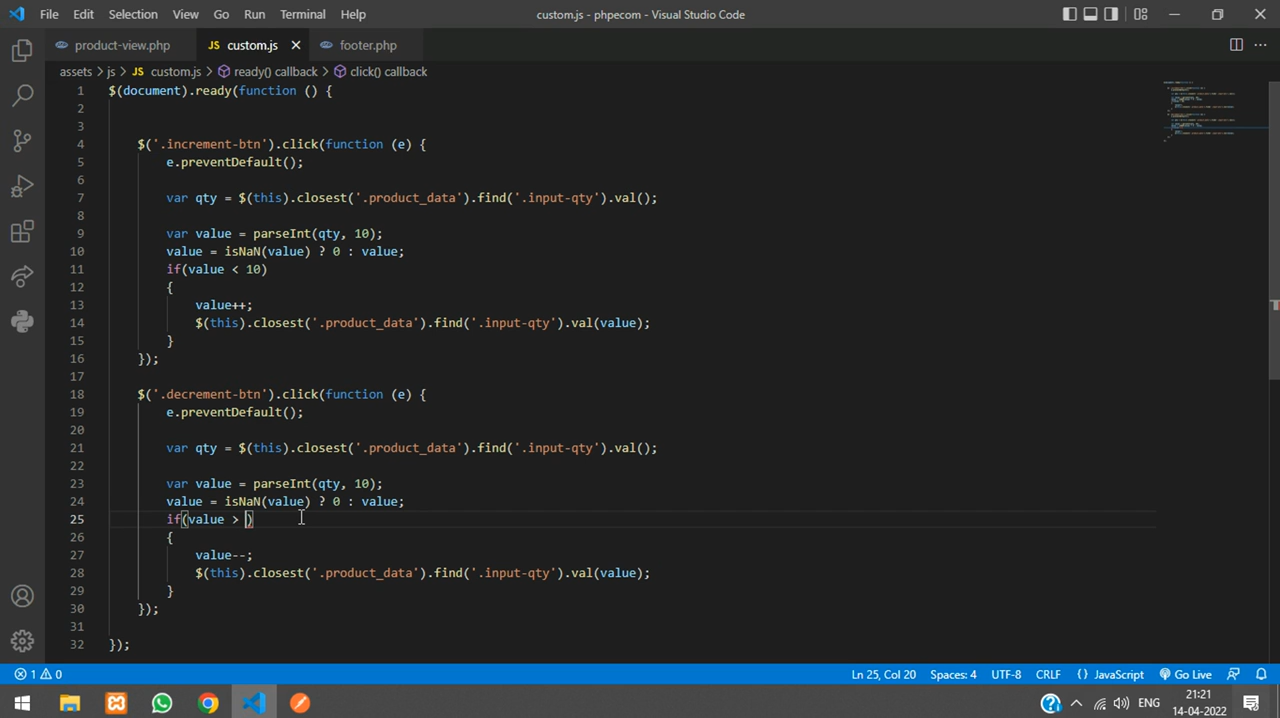 File Edit Selection View Go Run Terminal Help custom.js - phpecom - Visual Studio Code
product-view.php JS custom.js footer.php
assets > js > JS custom.js > ready() callback > click() callback
1 $(document).ready(function () {
2
3
4 $('.increment-btn').click(function (e) {
5 e.preventDefault();
6
7 var qty = $(this).closest('.product_data').find('.input-qty').val();
8
9 var value = parseInt(qty, 10);
10 value = isNaN(value) ? 0 : value;
11 if(value < 10)
12 {
13 value++;
14 $(this).closest('.product_data').find('.input-qty').val(value);
15 }
16 });
17
18 $('.decrement-btn').click(function (e) {
19 e.preventDefault();
20
21 var qty = $(this).closest('.product_data').find('.input-qty').val();
22
23 var value = parseInt(qty, 10);
24 value = isNaN(value) ? 0 : value;
25 if(value > )
26 {
27 value--;
28 $(this).closest('.product_data').find('.input-qty').val(value);
29 }
30 });
31
32 });
1 0 Ln 25, Col 20 Spaces: 4 UTF-8 CRLF {} JavaScript Go Live
ENG 21:21
14-04-2022